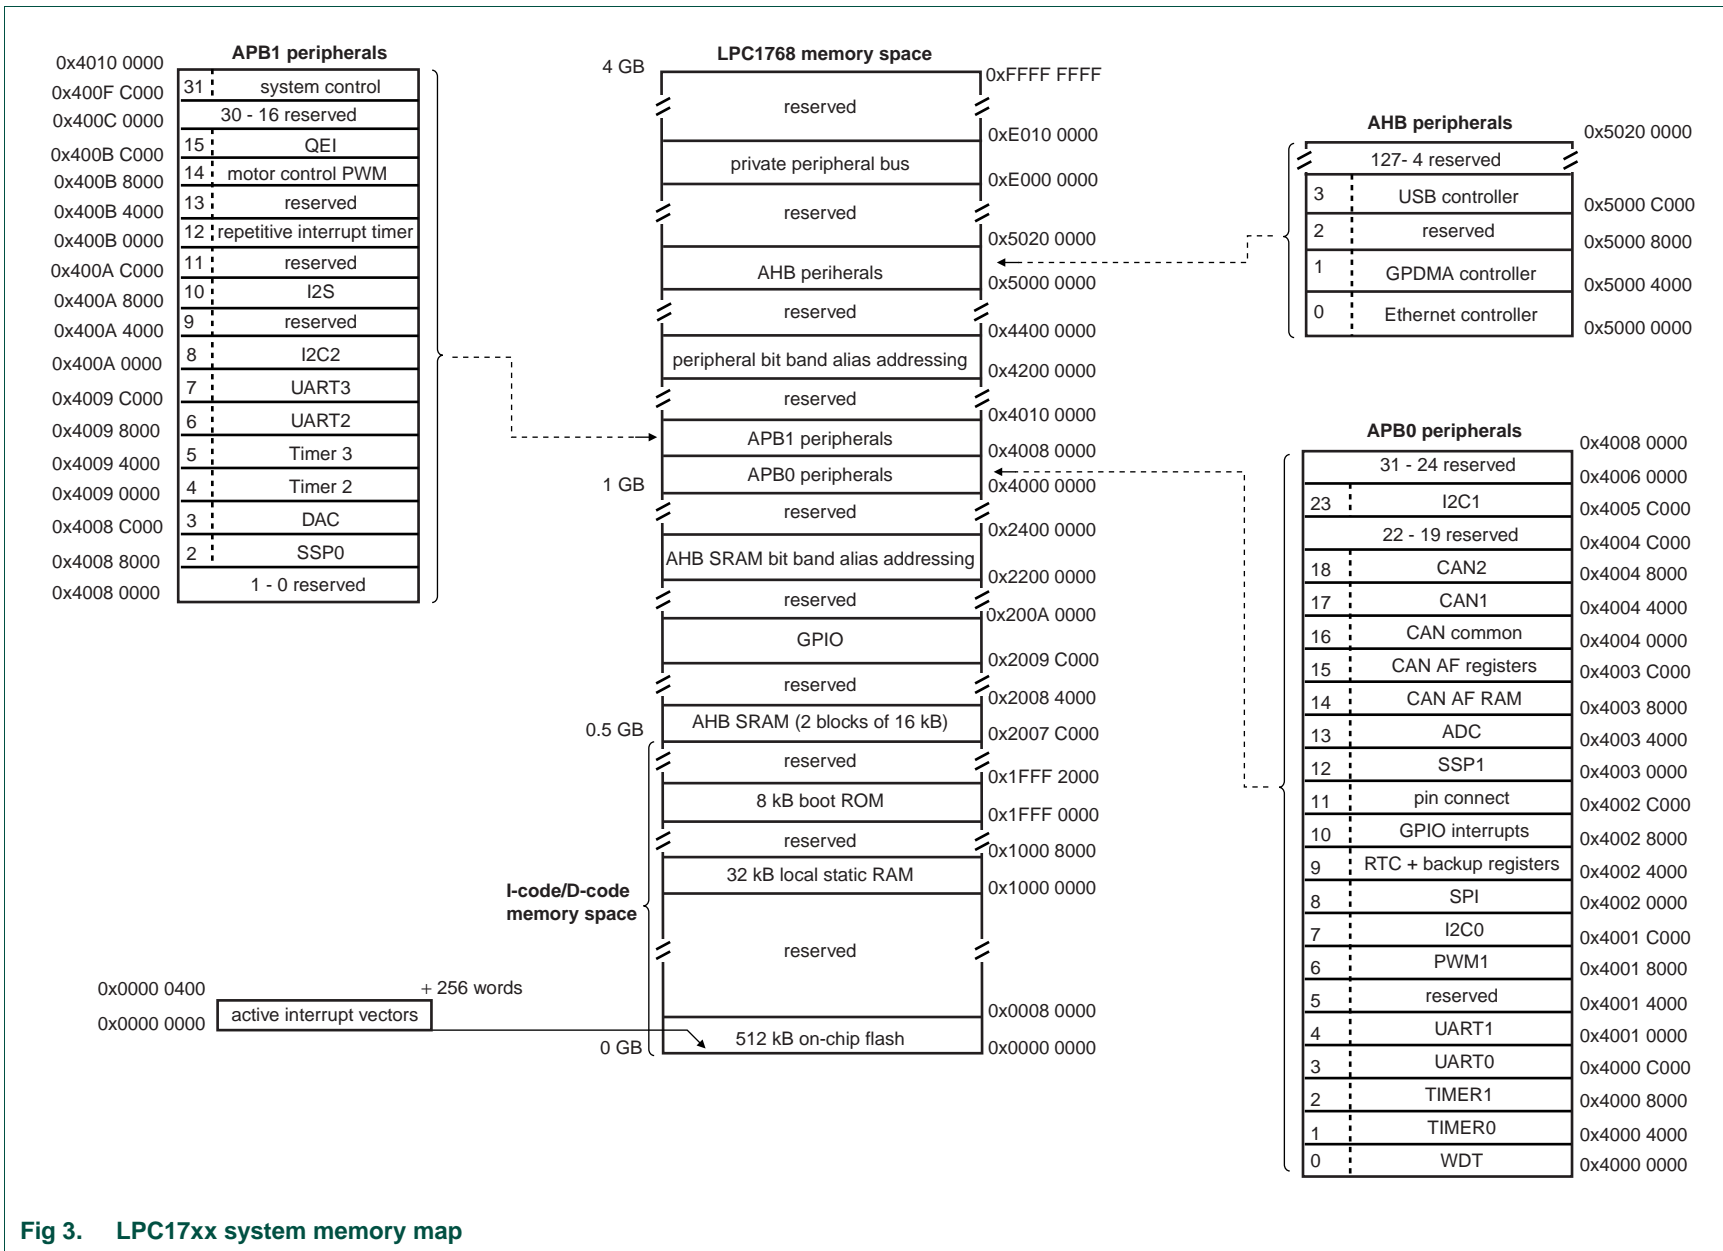 APB1 peripherals
0x4010 0000
31 system control
0x400F C000
30 - 16 reserved
0x400C 0000
15 QEI
0x400B C000
14 motor control PWM
0x400B 8000
13 reserved
0x400B 4000
12 repetitive interrupt timer
0x400B 0000
11 reserved
0x400A C000
10 I2S
0x400A 8000
9 reserved
0x400A 4000
8 I2C2
0x400A 0000
7 UART3
0x4009 C000
6 UART2
0x4009 8000
5 Timer 3
0x4009 4000
4 Timer 2
0x4009 0000
3 DAC
0x4008 C000
2 SSP0
0x4008 8000
1 - 0 reserved
0x4008 0000
LPC1768 memory space
4 GB
0xFFFF FFFF
reserved
0xE010 0000
private peripheral bus
0xE000 0000
reserved
0x5020 0000
AHB periherals
0x5000 0000
reserved
0x4400 0000
peripheral bit band alias addressing
0x4200 0000
reserved
0x4010 0000
APB1 peripherals
0x4008 0000
APB0 peripherals
1 GB
0x4000 0000
reserved
0x2400 0000
AHB SRAM bit band alias addressing
0x2200 0000
reserved
0x200A 0000
GPIO
0x2009 C000
reserved
0x2008 4000
AHB SRAM (2 blocks of 16 kB)
0.5 GB
0x2007 C000
reserved
0x1FFF 2000
8 kB boot ROM
0x1FFF 0000
reserved
0x1000 8000
32 kB local static RAM
0x1000 0000
I-code/D-code
memory space
reserved
0x0008 0000
512 kB on-chip flash
0 GB
0x0000 0000
0x0000 0400
+ 256 words
active interrupt vectors
0x0000 0000
AHB peripherals
0x5020 0000
127- 4 reserved
3 USB controller
0x5000 C000
2 reserved
0x5000 8000
1 GPDMA controller
0x5000 4000
0 Ethernet controller
0x5000 0000
APB0 peripherals
0x4008 0000
31 - 24 reserved
0x4006 0000
23 I2C1
0x4005 C000
22 - 19 reserved
0x4004 C000
18 CAN2
0x4004 8000
17 CAN1
0x4004 4000
16 CAN common
0x4004 0000
15 CAN AF registers
0x4003 C000
14 CAN AF RAM
0x4003 8000
13 ADC
0x4003 4000
12 SSP1
0x4003 0000
11 pin connect
0x4002 C000
10 GPIO interrupts
0x4002 8000
9 RTC + backup registers
0x4002 4000
8 SPI
0x4002 0000
7 I2C0
0x4001 C000
6 PWM1
0x4001 8000
5 reserved
0x4001 4000
4 UART1
0x4001 0000
3 UART0
0x4000 C000
2 TIMER1
0x4000 8000
1 TIMER0
0x4000 4000
0 WDT
0x4000 0000
Fig 3. LPC17xx system memory map